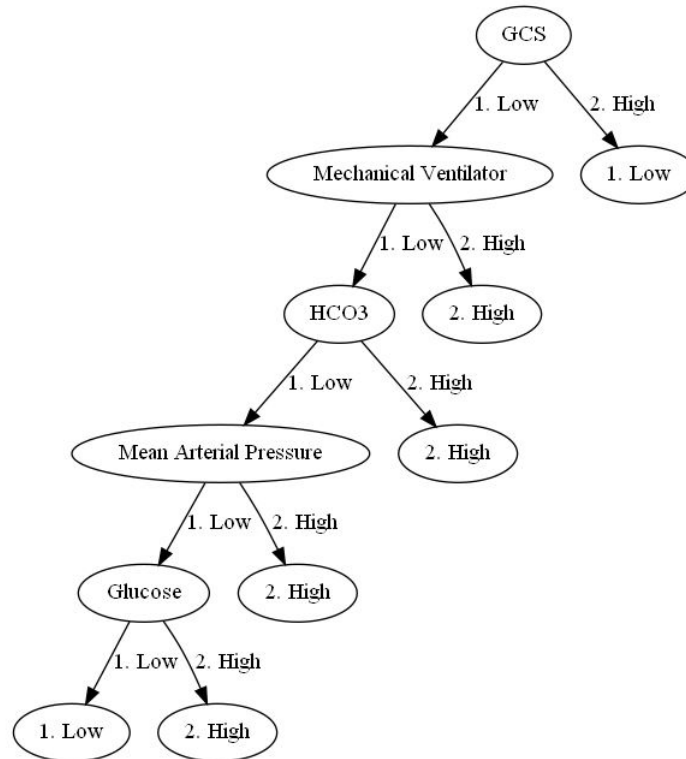 GCS
1. Low
2. High
Mechanical Ventilator
1. Low
1. Low
2. High
HCO3
2. High
1. Low
2. High
Mean Arterial Pressure
2. High
1. Low
2. High
Glucose
2. High
1. Low
2. High
1. Low
2. High